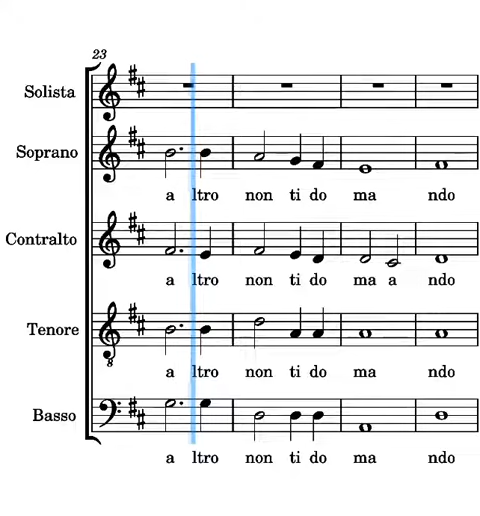 23
Solista
Soprano
a ltro non ti do ma ndo
Contralto
a ltro non ti do ma a ndo
Tenore
8
a ltro non ti do ma ndo
Basso
a ltro non ti do ma ndo